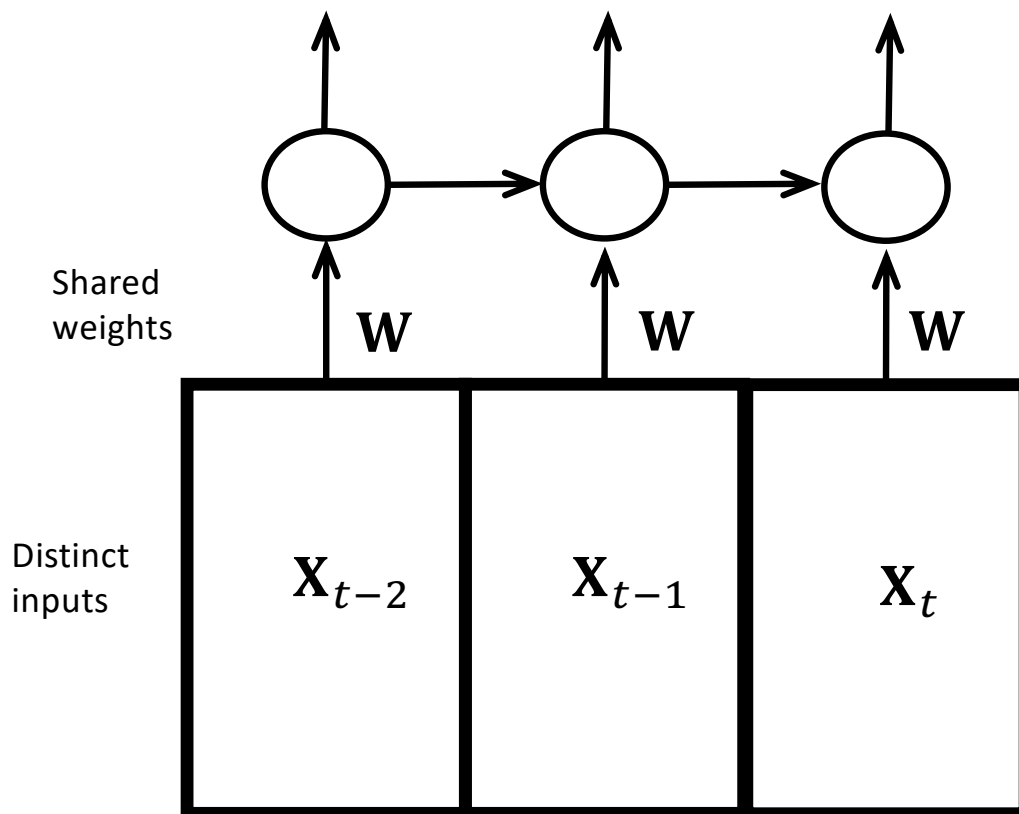 Shared
weights
W W W
Distinct
inputs
X_{t−2} X_{t−1} X_t